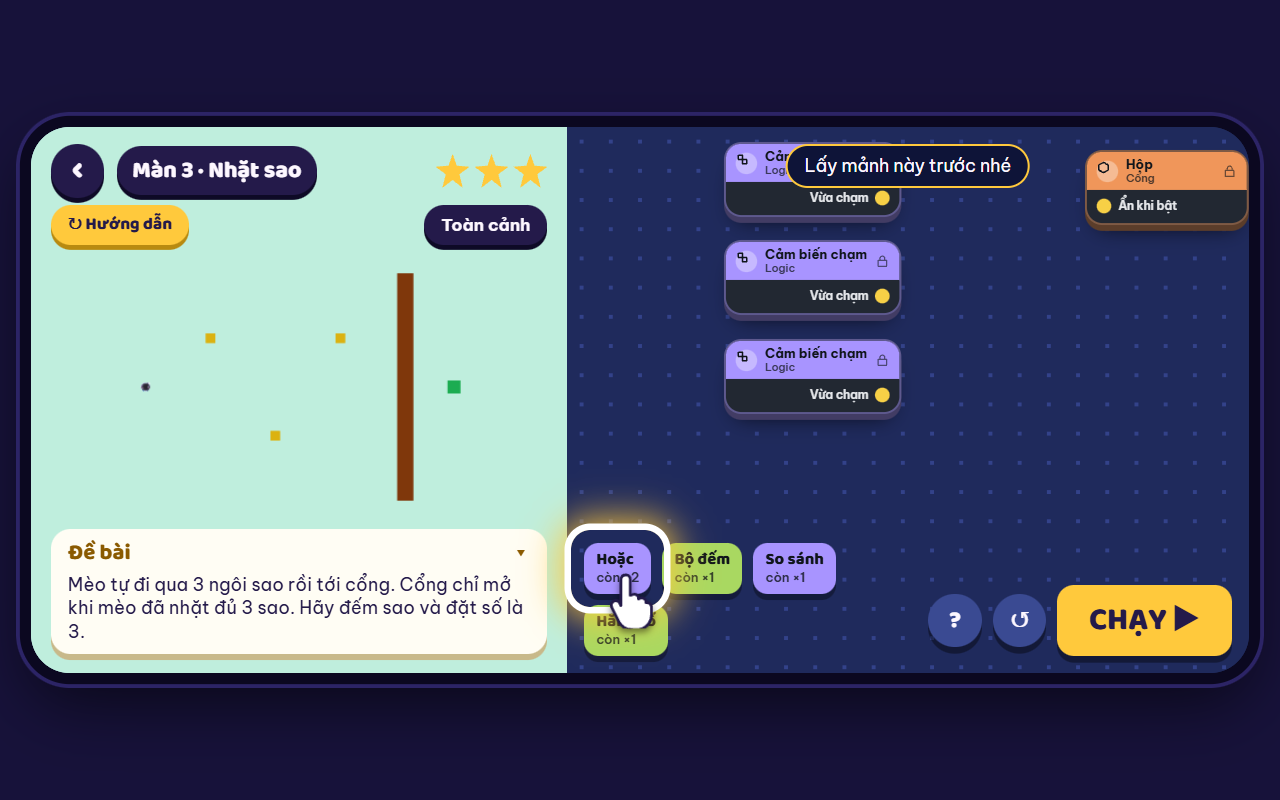 Màn 3 · Nhặt sao
↻ Hướng dẫn
Toàn cảnh
Đề bài
Mèo tự đi qua 3 ngôi sao rồi tới cổng. Cổng chỉ mở
khi mèo đã nhặt đủ 3 sao. Hãy đếm sao và đặt số là
3.
Lấy mảnh này trước nhé
Vừa chạm
Cảm biến chạm
Logic
Vừa chạm
Cảm biến chạm
Logic
Vừa chạm
Hộp
Cổng
Ẩn khi bật
Hoặc
Bộ đếm
còn ×1
So sánh
còn ×1
còn ×1
?
↺
CHẠY ▶